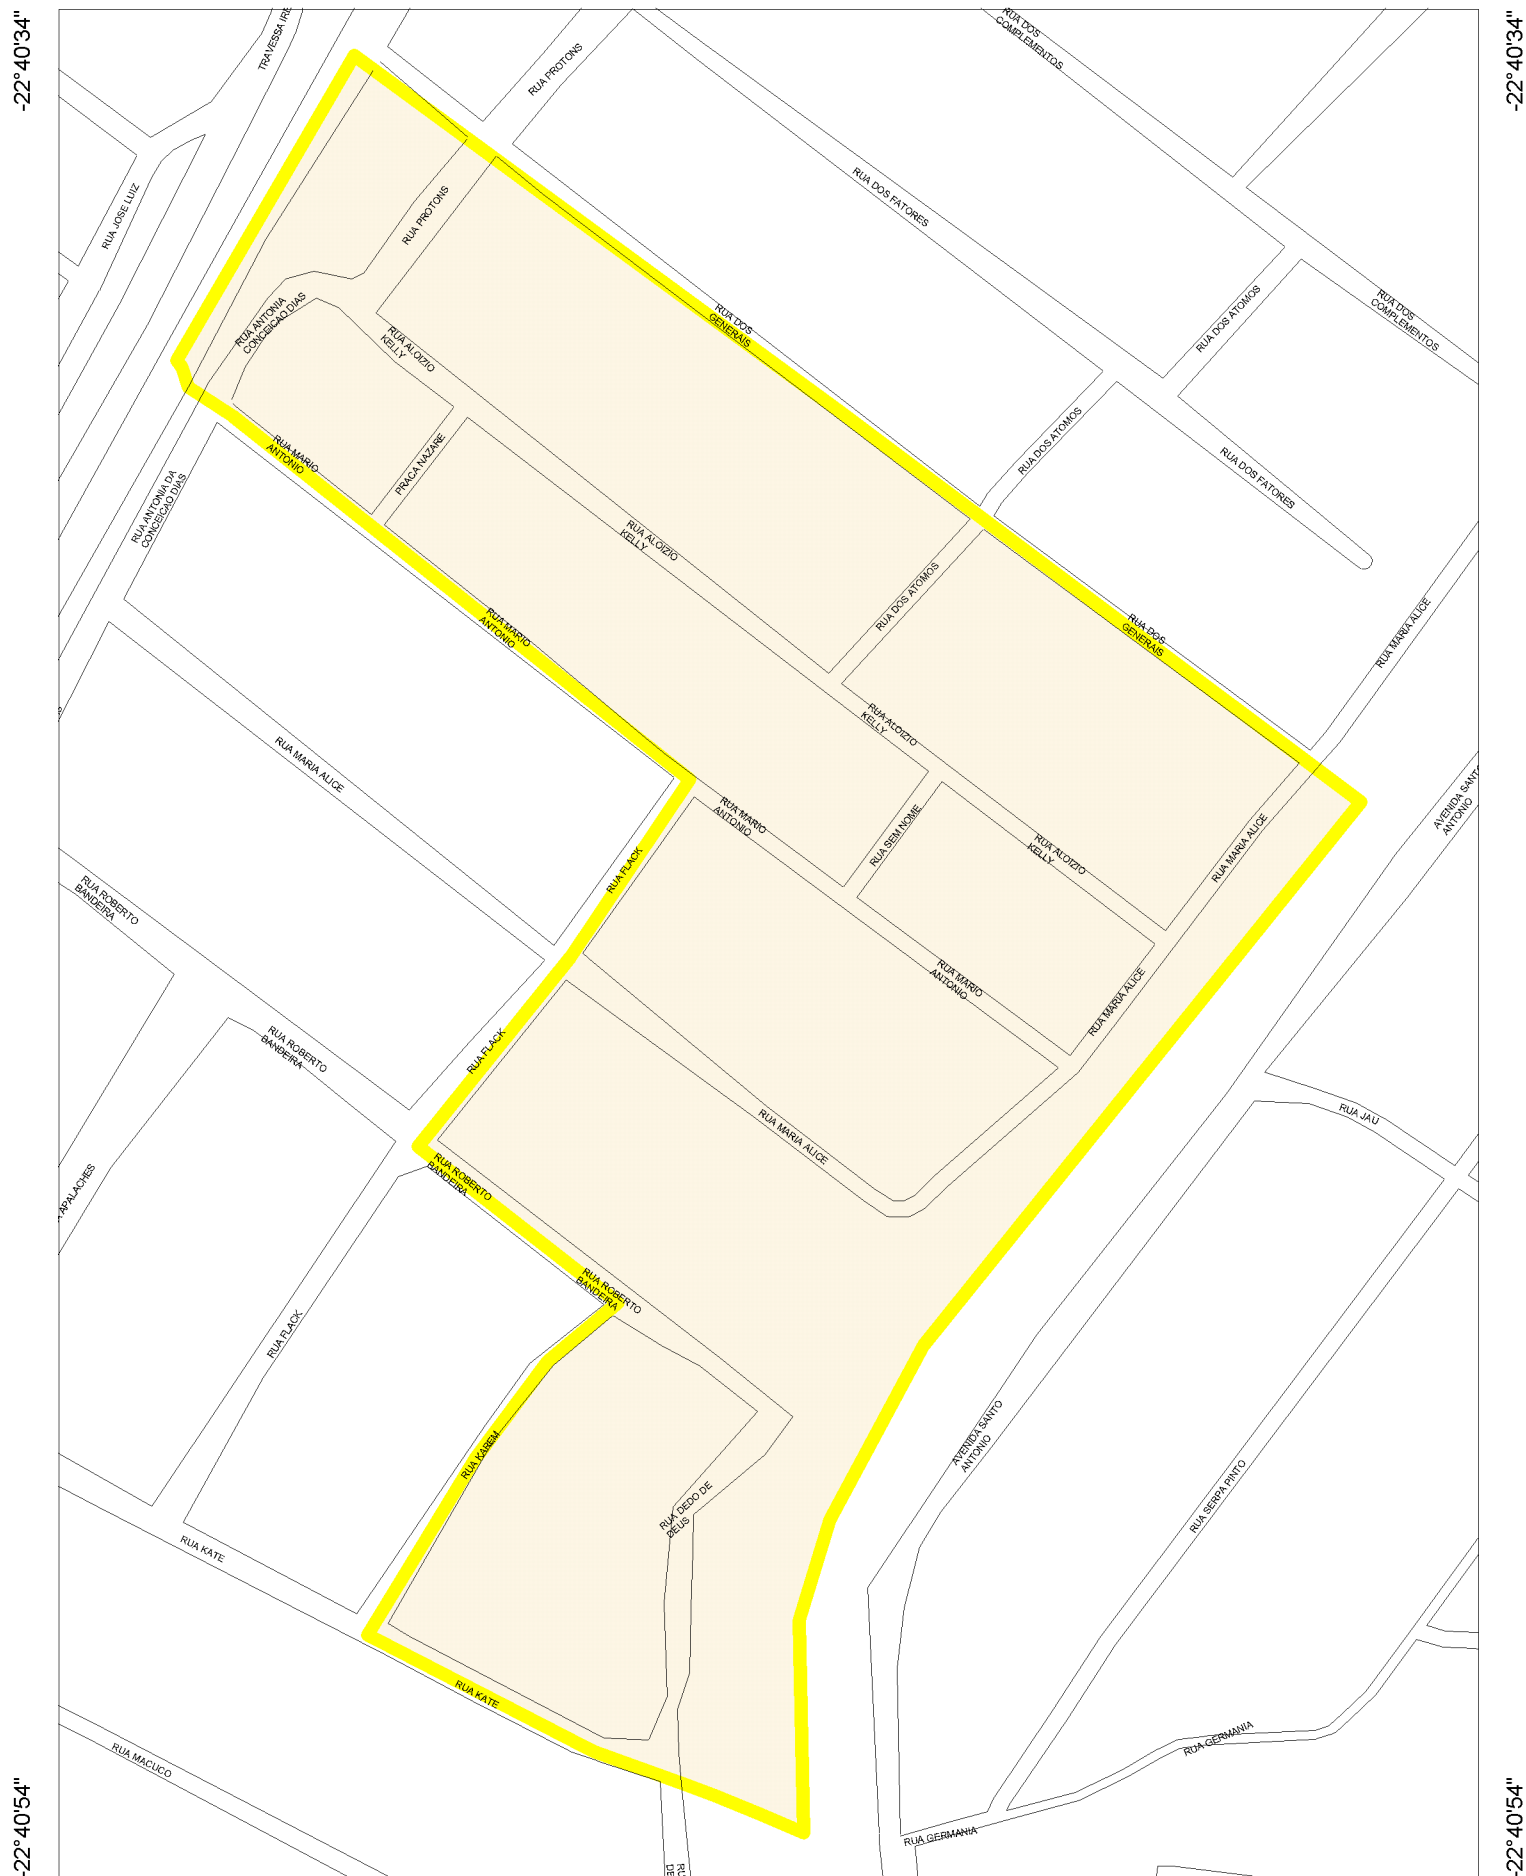 -22°40'34"
-22°40'34"
RUA DOS
COMPLEMENTOS
RUA PROTONS
RUA JOSE LUIZ
RUA PROTONS
RUA DOS FATORES
RUA ANTONIA
CONCEICAO DIAS
RUA DOS
GENERAIS
RUA DOS ATOMOS
RUA DOS
COMPLEMENTOS
RUA ALOIZIO
KELLY
RUA MARIO
ANTONIO
PRACA NAZARE
RUA DOS ATOMOS
RUA DOS FATORES
RUA ANTONIA DA
CONCEICAO DIAS
RUA ALOIZIO
KELLY
RUA DOS ATOMOS
RUA MARIO
ANTONIO
RUA DOS
GENERAIS
RUA MARIA ALICE
RUA ALOIZIO
KELLY
RUA MARIA ALICE
RUA MARIO
ANTONIO
RUA SEM NOME
RUA ALOIZIO
KELLY
RUA MARIA ALICE
AVENIDA SANT
ANTONIO
RUA FLACK
RUA ROBERTO
BANDEIRA
RUA MARIO
ANTONIO
RUA MARIA ALICE
RUA FLACK
RUA ROBERTO
BANDEIRA
RUA MARIA ALICE
RUA JAU
APALACHES
RUA ROBERTO
BANDEIRA
RUA ROBERTO
BANDEIRA
RUA FLACK
RUA KAREM
AVENIDA SANTO
ANTONIO
RUA DEDO DE
DEUS
RUA SERPA PINTO
RUA KATE
RUA KATE
RUA MACUCO
RUA GERMANIA
RUA GERMANIA
-22°40'54"
-22°40'54"